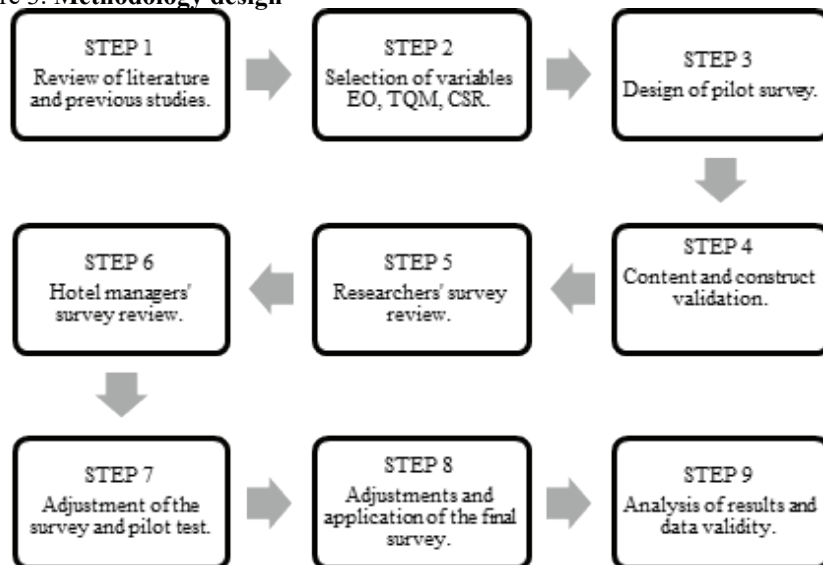 Methodology design
STEP 1
Review of literature
and previous studies.
STEP 2
Selection of variables
EO, TQM, CSR.
STEP 3
Design of pilot survey.
STEP 4
Content and construct
validation.
STEP 5
Researchers' survey
review.
STEP 6
Hotel managers'
survey review.
STEP 7
Adjustment of the
survey and pilot test.
STEP 8
Adjustments and
application of the final
survey.
STEP 9
Analysis of results and
data validity.